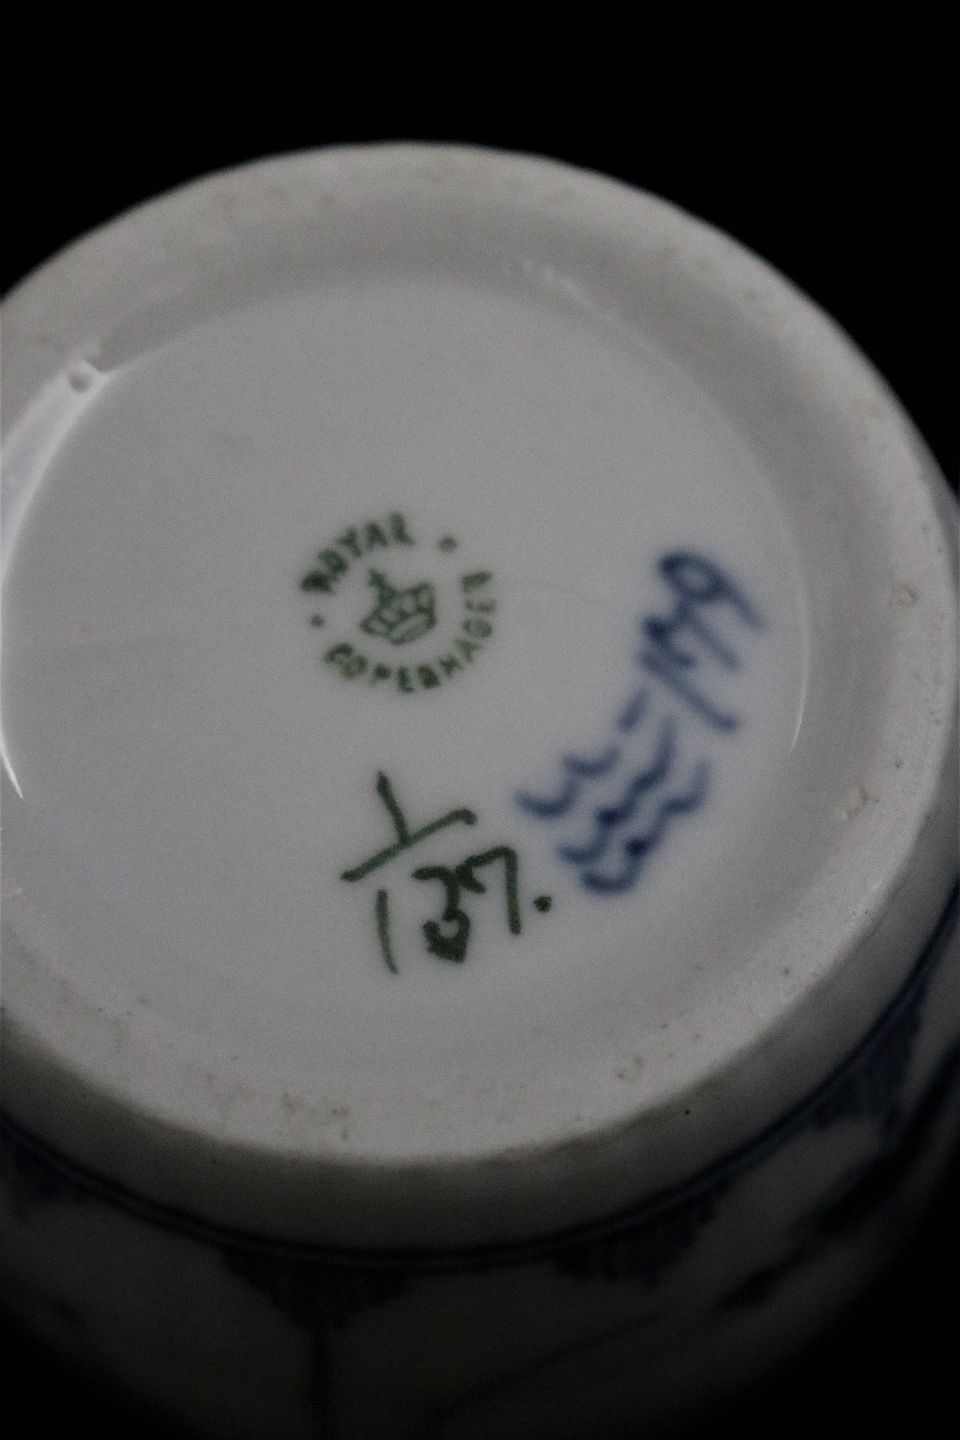 ROYAL
COPENHAGEN
1
137.